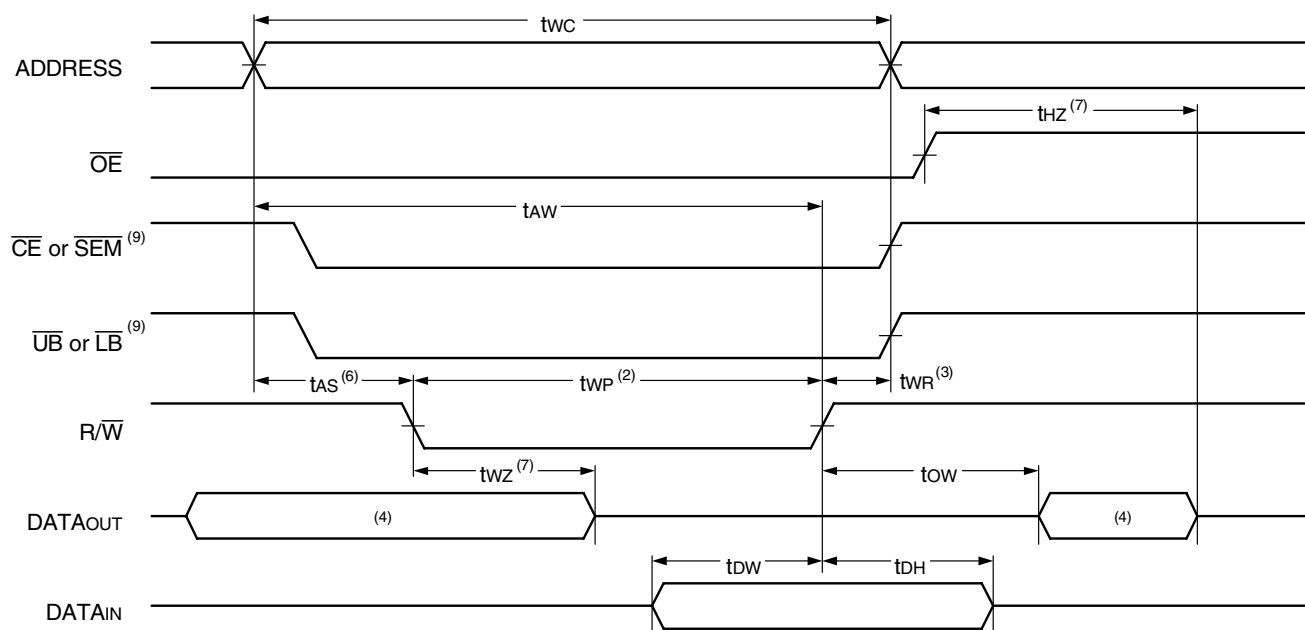 tWC
ADDRESS
tHZ (7)
OE
tAW
CE or SEM (9)
UB or LB (9)
tAS (6) tWP (2) tWR (3)
R/W
tWZ (7) tOW
DATAOUT (4) (4)
tDW tDH
DATAIN